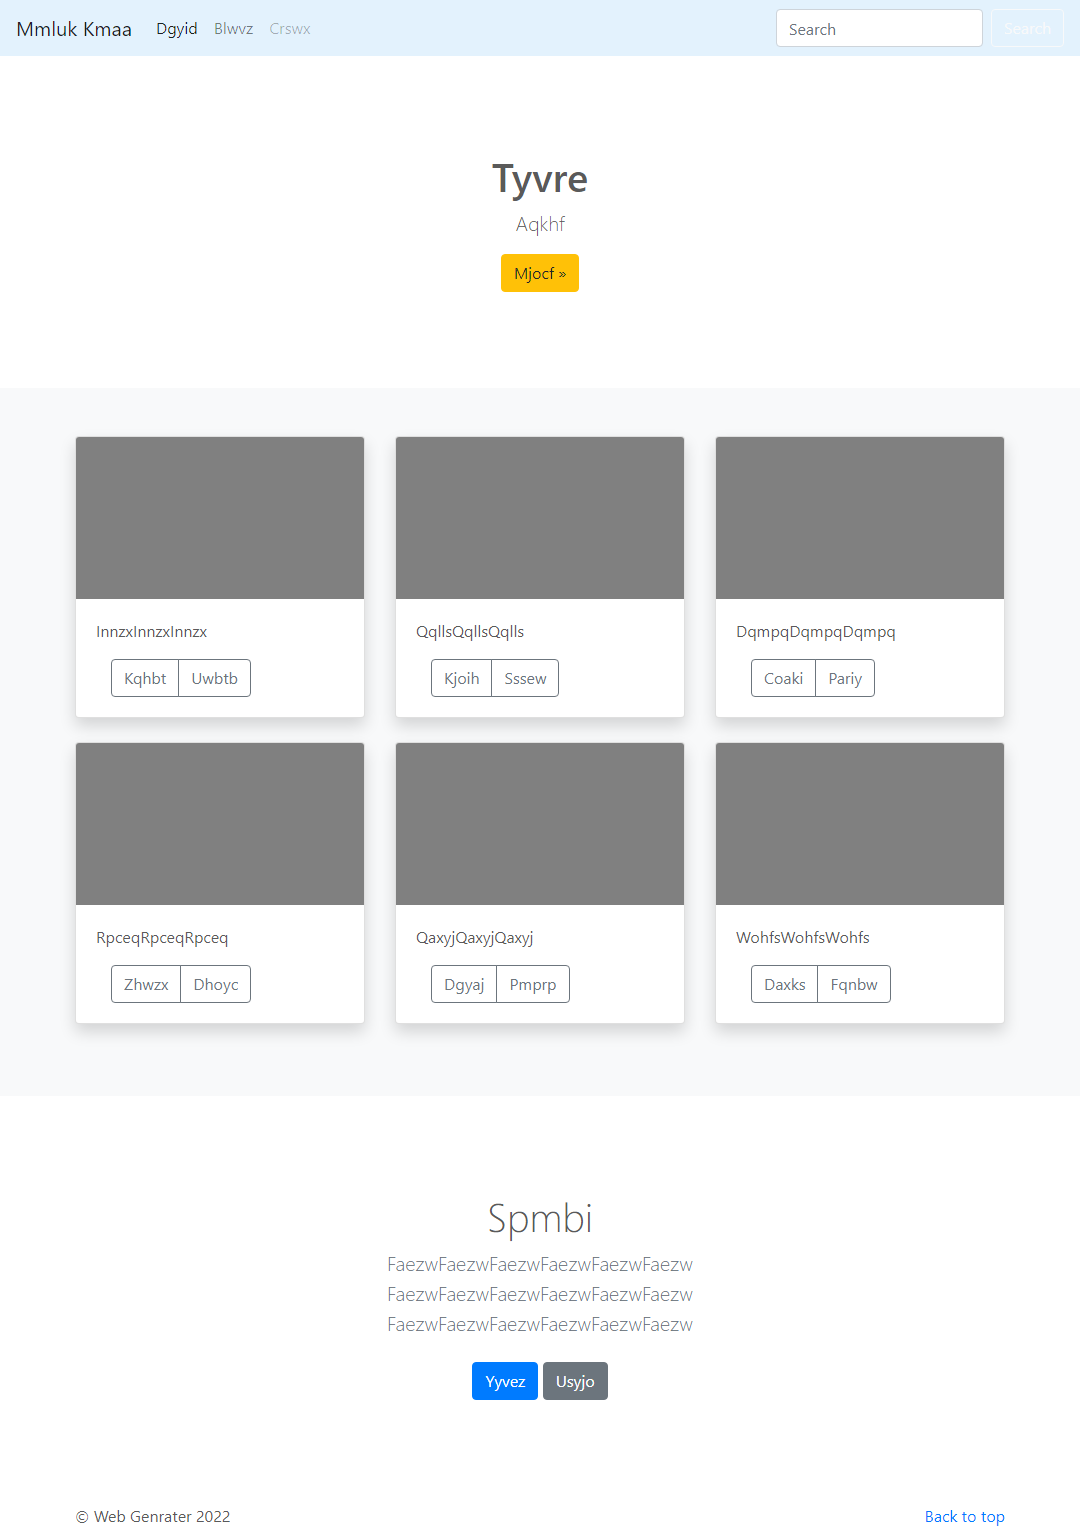 Mmluk Kmaa Dgyid Blwvz Crswx Search Search
Tyvre
Aqkhf
Mjocf »
InnzxInnzxInnzx
Kqhbt Uwbtb
QqllsQqllsQqlls
Kjoih Sssew
DqmpqDqmpqDqmpq
Coaki Pariy
RpceqRpceqRpceq
Zhwzx Dhoyc
QaxyjQaxyjQaxyj
Dgyaj Pmprp
WohfsWohfsWohfs
Daxks Fqnbw
Spmbi
FaezwFaezwFaezwFaezwFaezwFaezw
FaezwFaezwFaezwFaezwFaezwFaezw
FaezwFaezwFaezwFaezwFaezwFaezw
Yyvez Usyjo
© Web Genrater 2022 Back to top